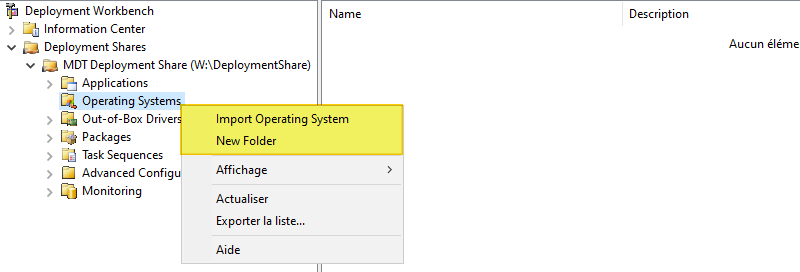 Deployment Workbench
Information Center
Deployment Shares
MDT Deployment Share (W:\DeploymentShare)
Applications
Operating Systems
Out-of-Box Drivers
Packages
Task Sequences
Advanced Configu
Monitoring
Import Operating System
New Folder
Affichage
Actualiser
Exporter la liste...
Aide
Name Description
Aucun éléme